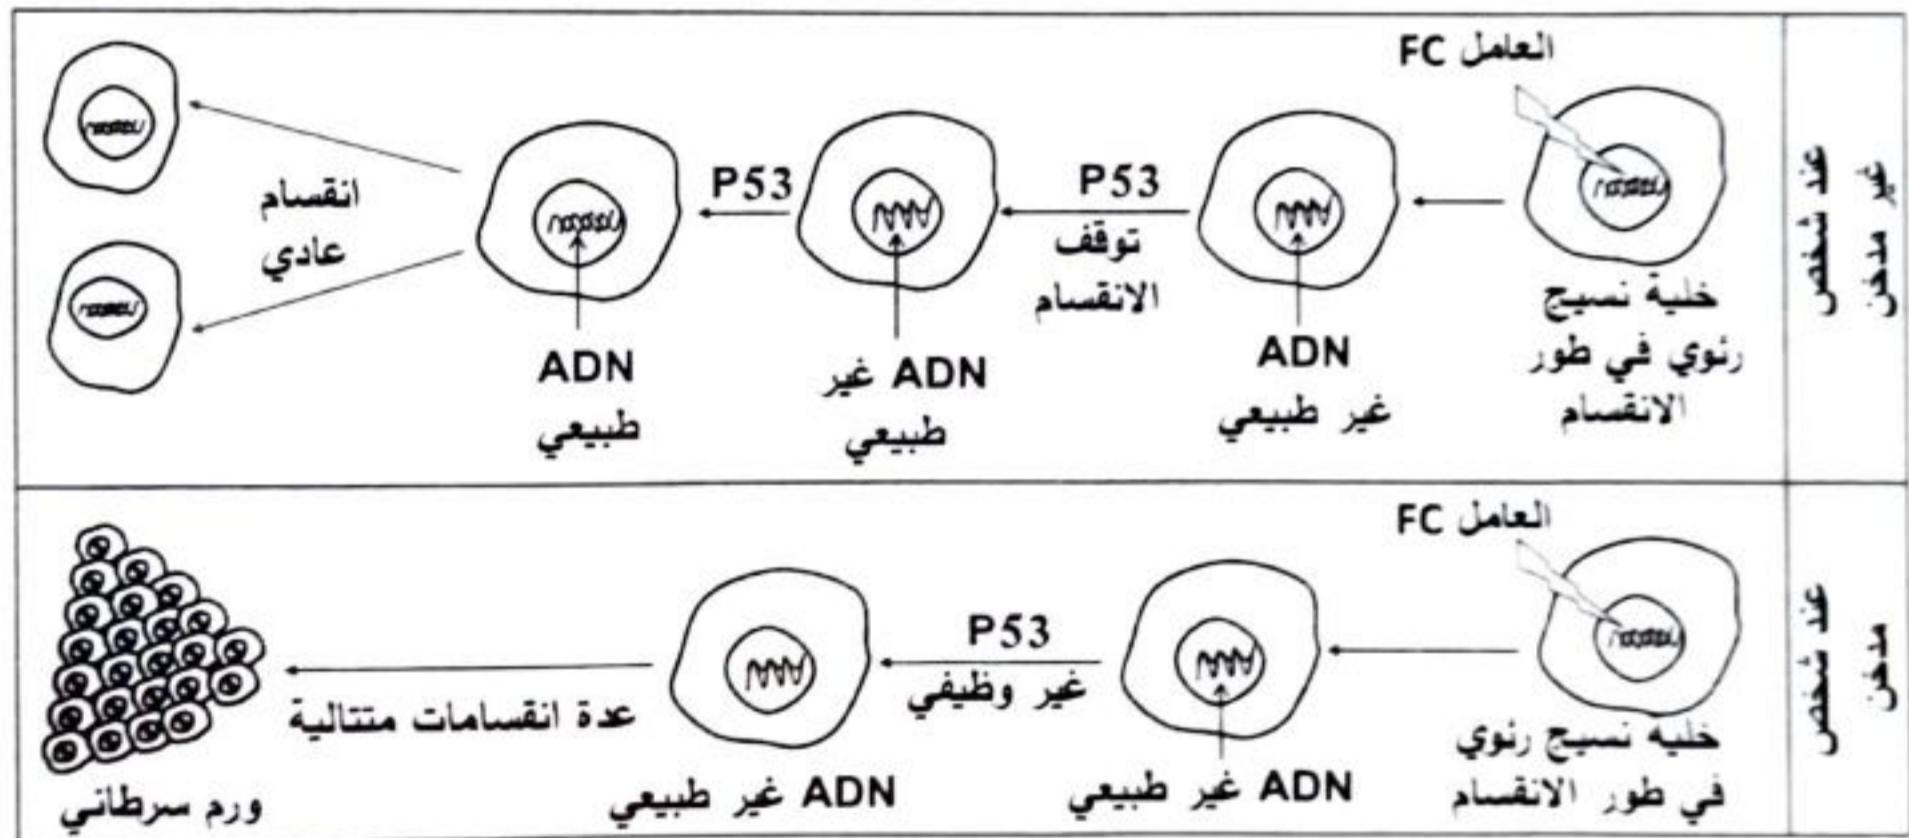 عند شخص
غير مدخن
العامل FC
خلية نسيج
رئوي في طور
الانقسام
ADN
غير طبيعي
P53
توقف
الانقسام
ADN غير
طبيعي
P53
ADN
طبيعي
انقسام
عادي
عند شخص
مدخن
العامل FC
خلية نسيج رئوي
في طور الانقسام
ADN غير طبيعي
P53
غير وظيفي
ADN غير طبيعي
عدة انقسامات متتالية
ورم سرطاني